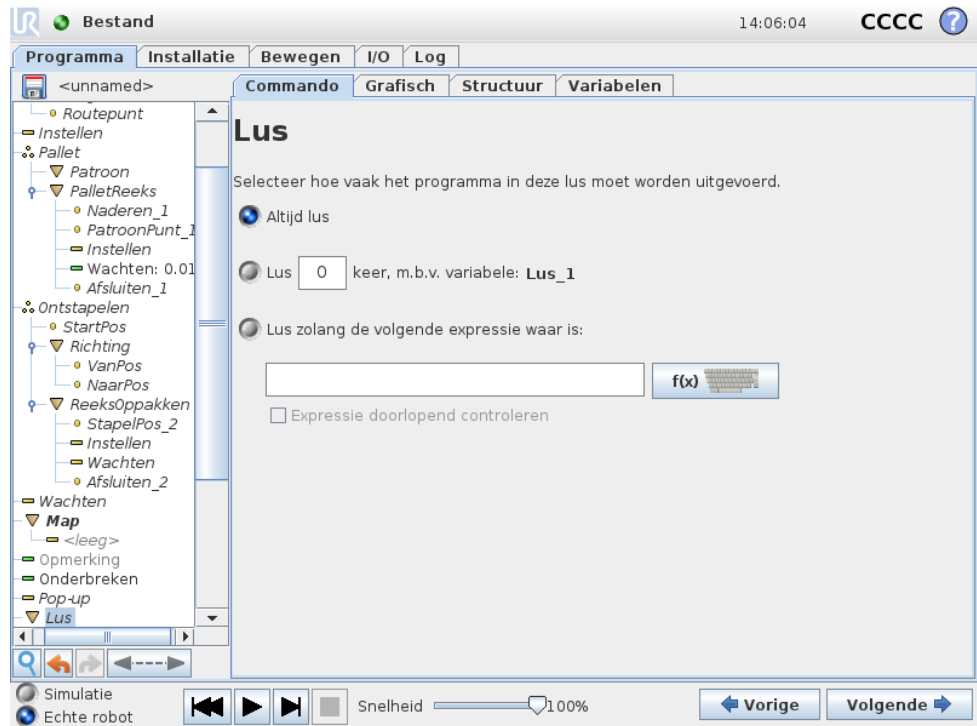 UR Bestand 14:06:04 CCCC ?
Programma Installatie Bewegen I/O Log
<unnamed>
Commando Grafisch Structuur Variabelen
Routepunt
Instellen
Pallet
Patroon
PalletReeks
Naderen_1
PatroonPunt_1
Instellen
Wachten: 0.01
Afsluiten_1
Ontstapelen
StartPos
Richting
VanPos
NaarPos
ReeksOppakken
StapelPos_2
Instellen
Wachten
Afsluiten_2
Wachten
Map
<leeg>
Opmerking
Onderbreken
Pop-up
Lus
Lus
Selecteer hoe vaak het programma in deze lus moet worden uitgevoerd.
Altijd lus
Lus 0 keer, m.b.v. variabele: Lus_1
Lus zolang de volgende expressie waar is:
f(x)
Expressie doorlopend controleren
Simulatie
Echte robot
Snelheid 100%
Vorige Volgende